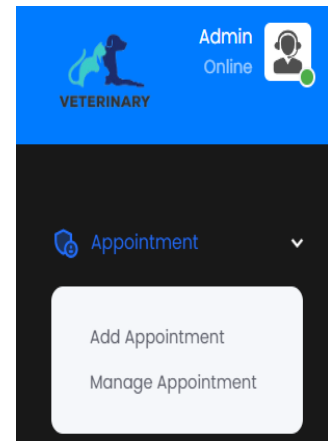 Admin
Online
VETERINARY
Appointment
Add Appointment
Manage Appointment